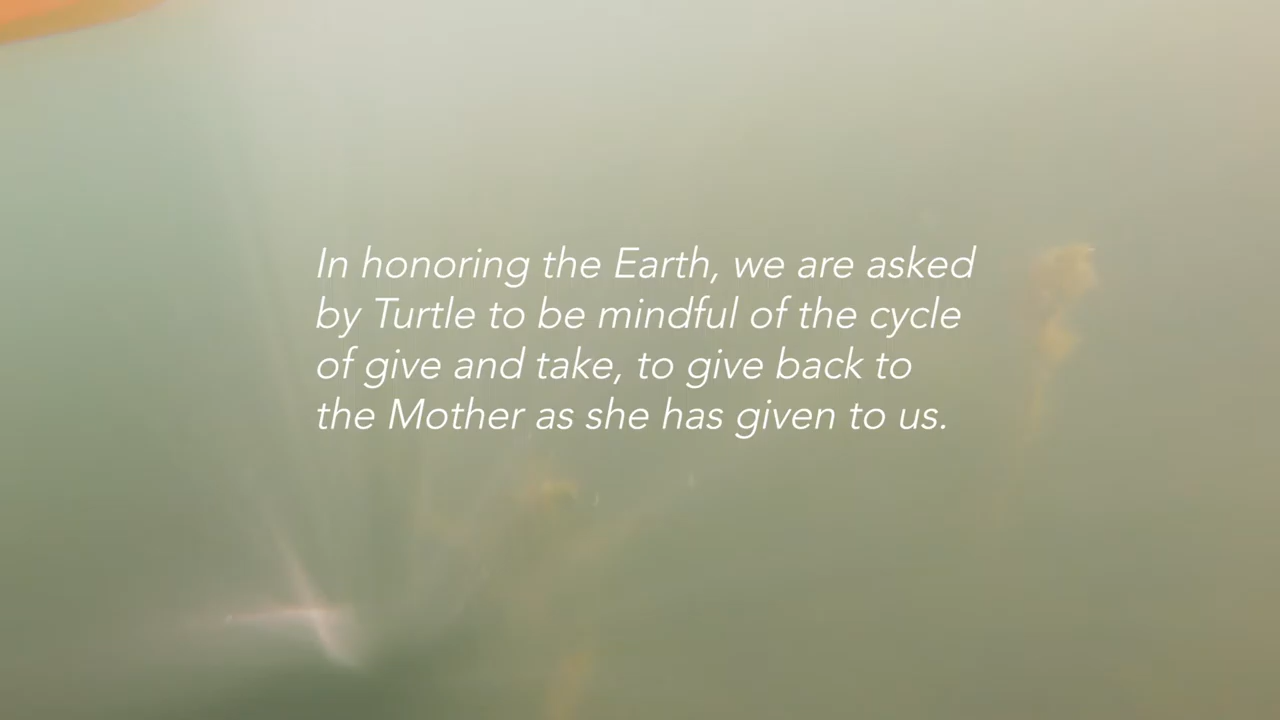 In honoring the Earth, we are asked
by Turtle to be mindful of the cycle
of give and take, to give back to
the Mother as she has given to us.